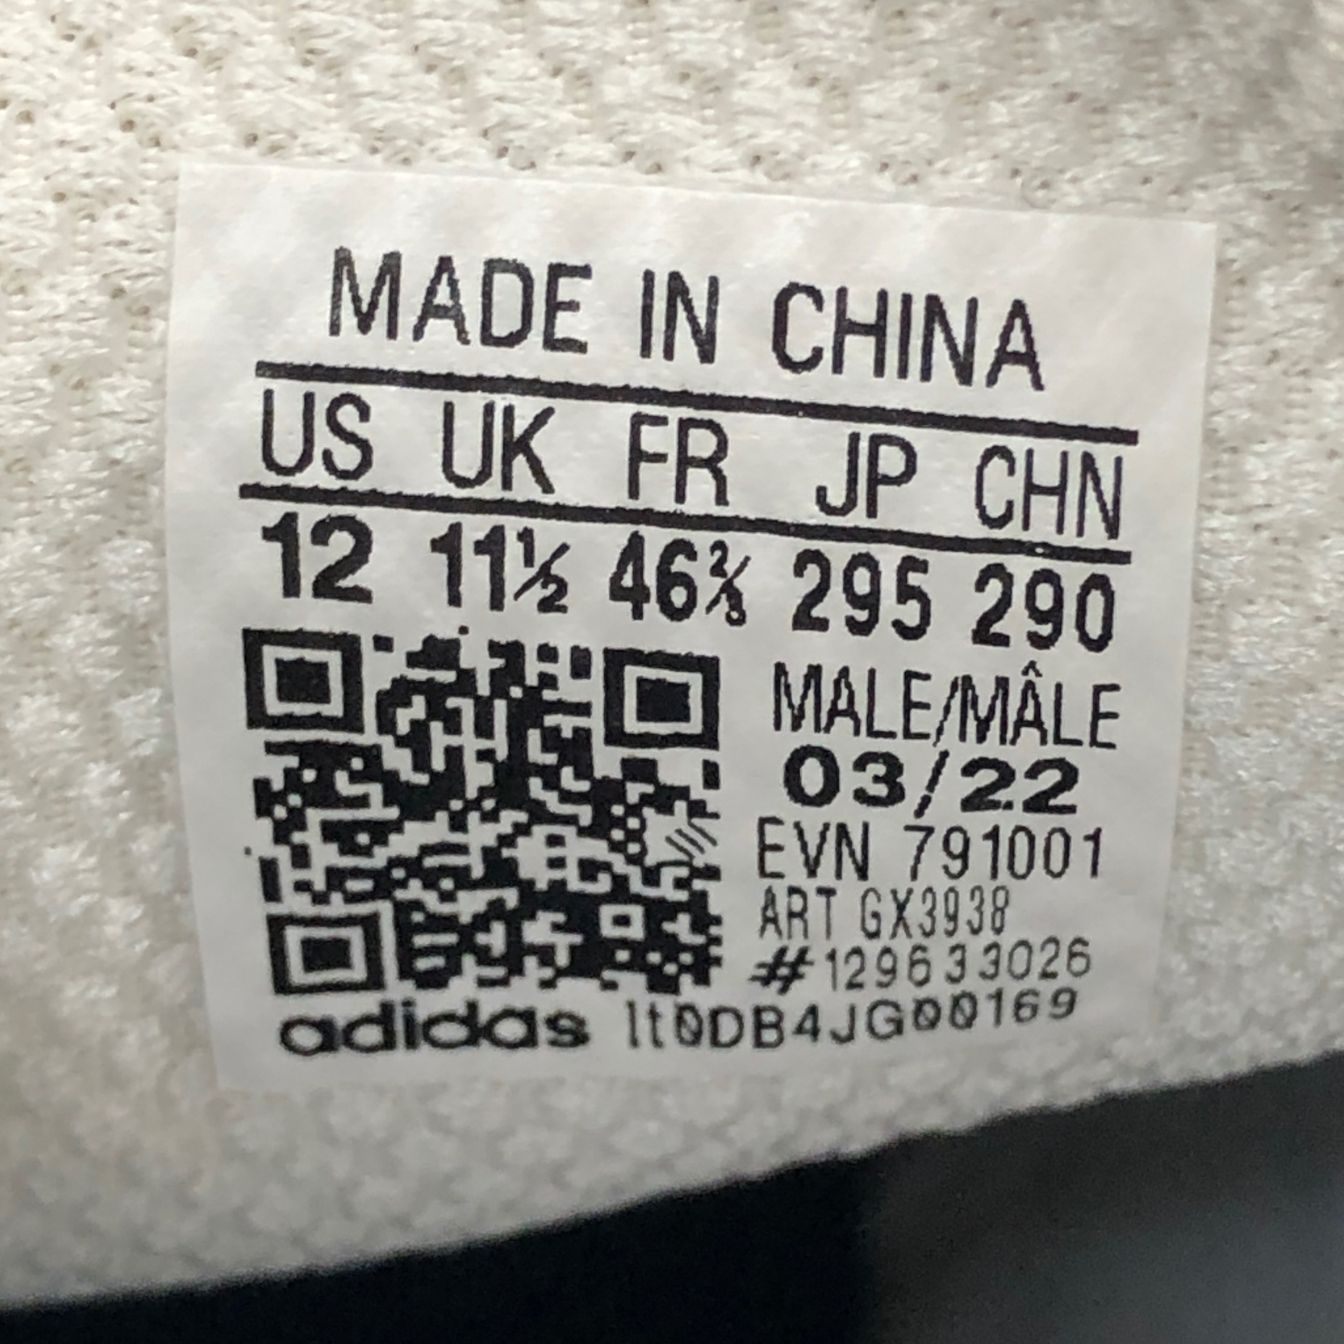 MADE IN CHINA
US UK FR JP CHN
12 11½ 46⅔ 295 290
MALE/MÂLE
03/22
EVN 791001
ART GX3938
#129633026
adidas 1t0DB4JG00169